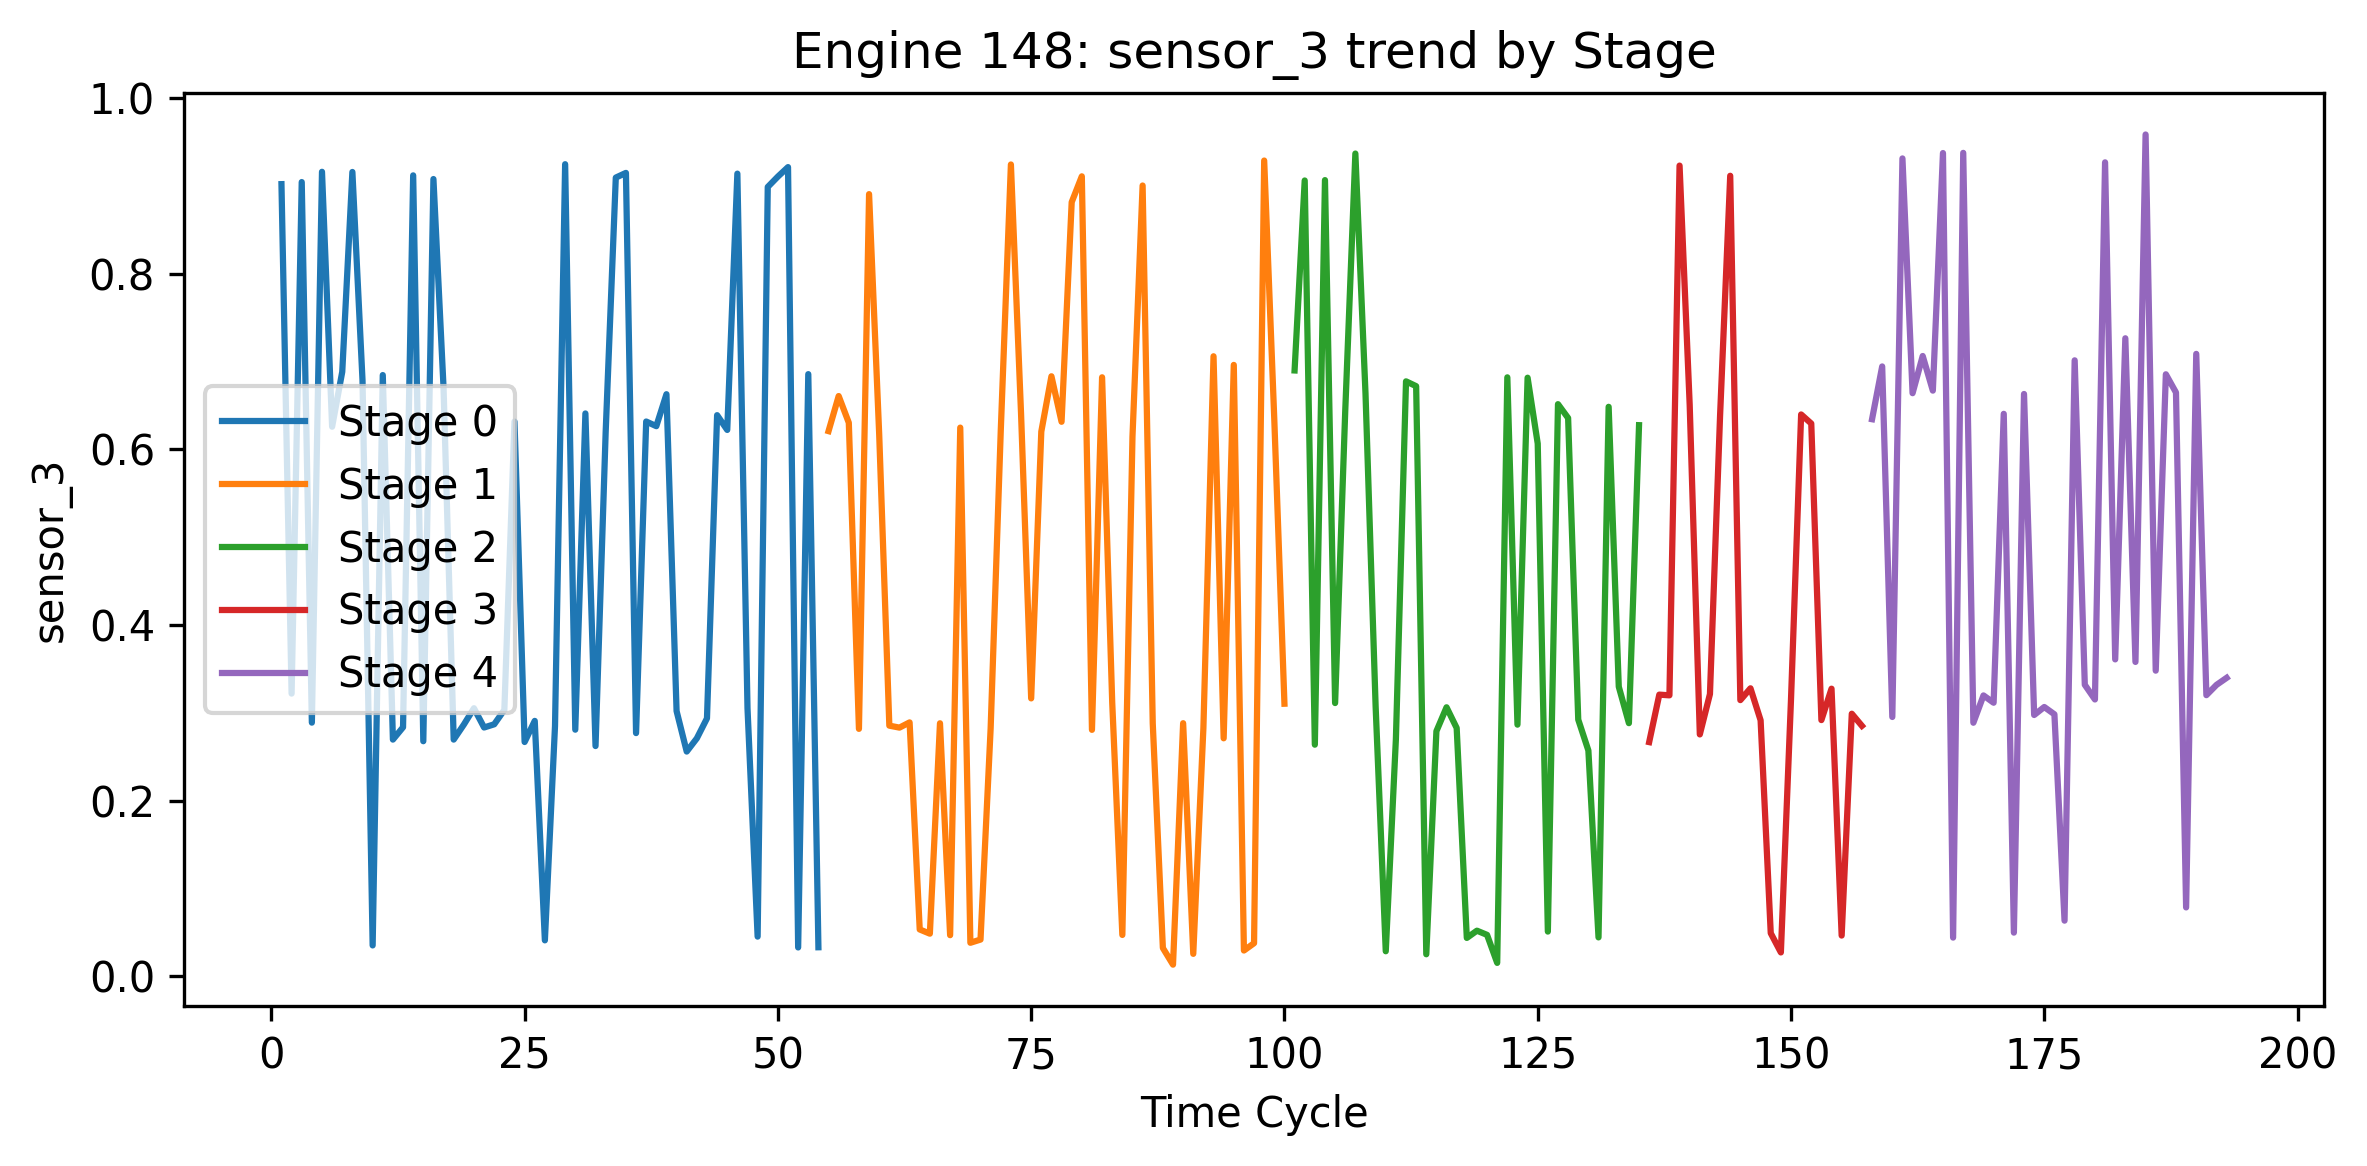 Engine 148: sensor_3 trend by Stage
sensor_3
1.0
0.8
0.6
0.4
0.2
0.0
Stage 0
Stage 1
Stage 2
Stage 3
Stage 4
0 25 50 75 100 125 150 175 200
Time Cycle